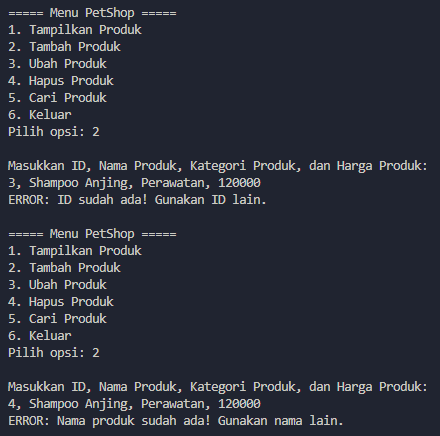 ===== Menu PetShop =====
1. Tampilkan Produk
2. Tambah Produk
3. Ubah Produk
4. Hapus Produk
5. Cari Produk
6. Keluar
Pilih opsi: 2
Masukkan ID, Nama Produk, Kategori Produk, dan Harga Produk:
3, Shampoo Anjing, Perawatan, 120000
ERROR: ID sudah ada! Gunakan ID lain.
===== Menu PetShop =====
1. Tampilkan Produk
2. Tambah Produk
3. Ubah Produk
4. Hapus Produk
5. Cari Produk
6. Keluar
Pilih opsi: 2
Masukkan ID, Nama Produk, Kategori Produk, dan Harga Produk:
4, Shampoo Anjing, Perawatan, 120000
ERROR: Nama produk sudah ada! Gunakan nama lain.